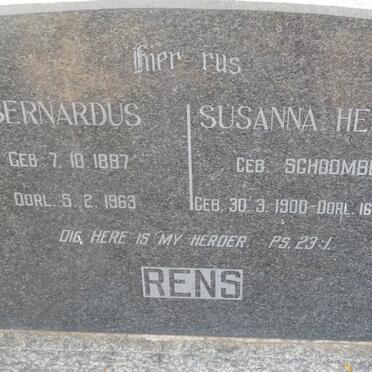 Hier rus
BERNARDUS SUSANNA HE
GEB. 7. 10. 1887 GEB. SCHOOMB
OORL. 5. 2. 1963 GEB. 30. 3. 1900-OORL. 16
DIE HERE IS MY HERDER. PS. 23:1.
RENS